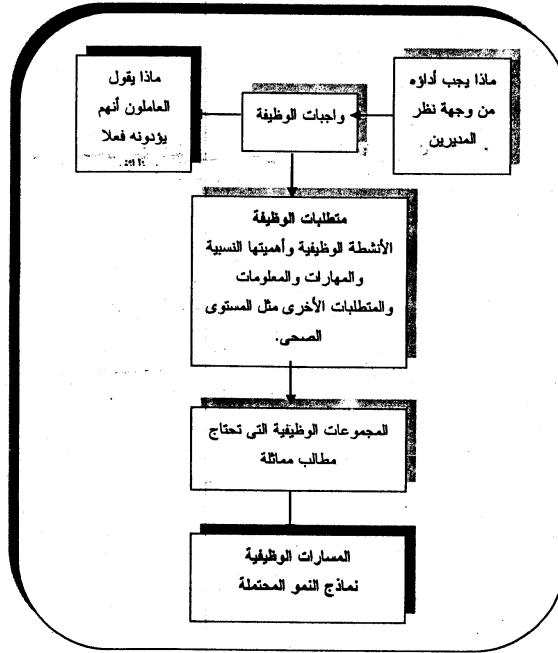 ماذا يجب أداؤه
من وجهة نظر
المديرين
واجبات الوظيفة
ماذا يقول
العاملون أنهم
يؤدونه فعلا
متطلبات الوظيفة
الأنشطة الوظيفية وأهميتها النسبية
والمهارات والمعلومات
والمتطلبات الأخرى مثل المستوى
الصحى.
المجموعات الوظيفية التى تحتاج
مطالب مماثلة
المسارات الوظيفية
نماذج النمو المحتملة